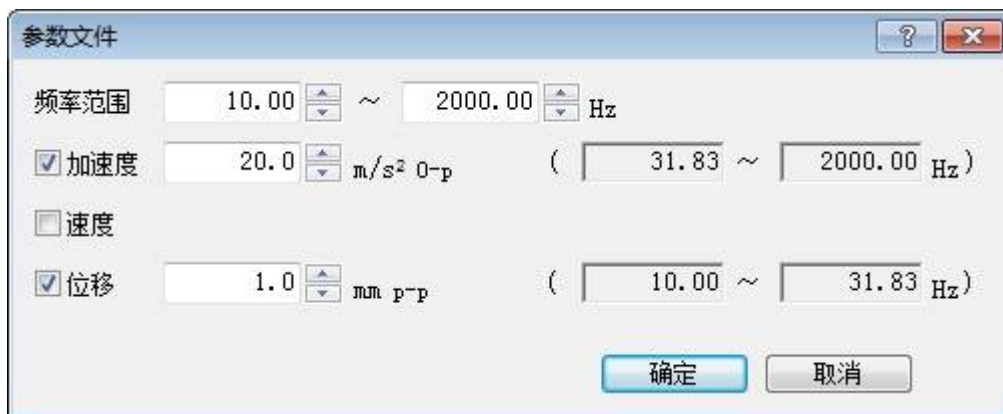 参数文件
频率范围 10.00 ～ 2000.00 Hz
加速度 20.0 m/s² 0-p ( 31.83 ～ 2000.00 Hz)
速度
位移 1.0 mm p-p ( 10.00 ～ 31.83 Hz)
确定 取消